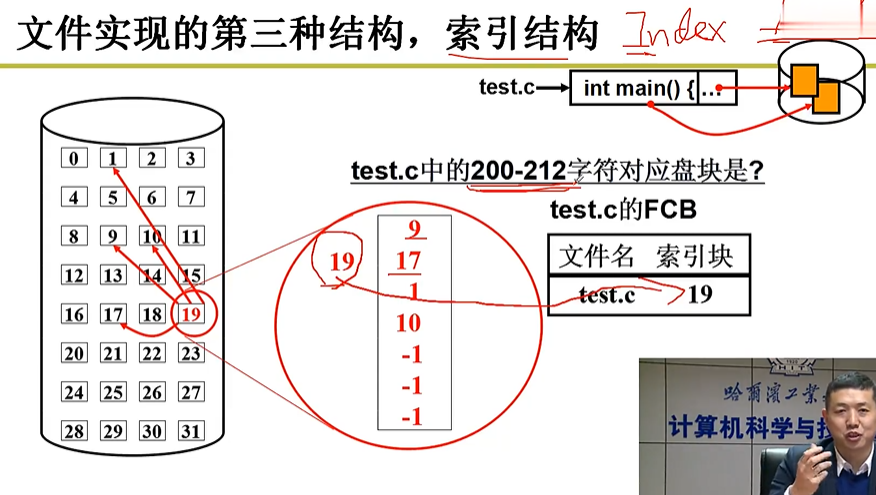 文件实现的第三种结构，索引结构 Index
test.c int main() { ...
0 1 2 3
4 5 6 7
8 9 10 11
12 13 14 15
16 17 18 19
20 21 22 23
24 25 26 27
28 29 30 31
test.c中的200-212字符对应盘块是?
19
9
17
1
10
-1
-1
-1
test.c的FCB
文件名 索引块
test.c 19
哈尔滨工业
计算机科学与